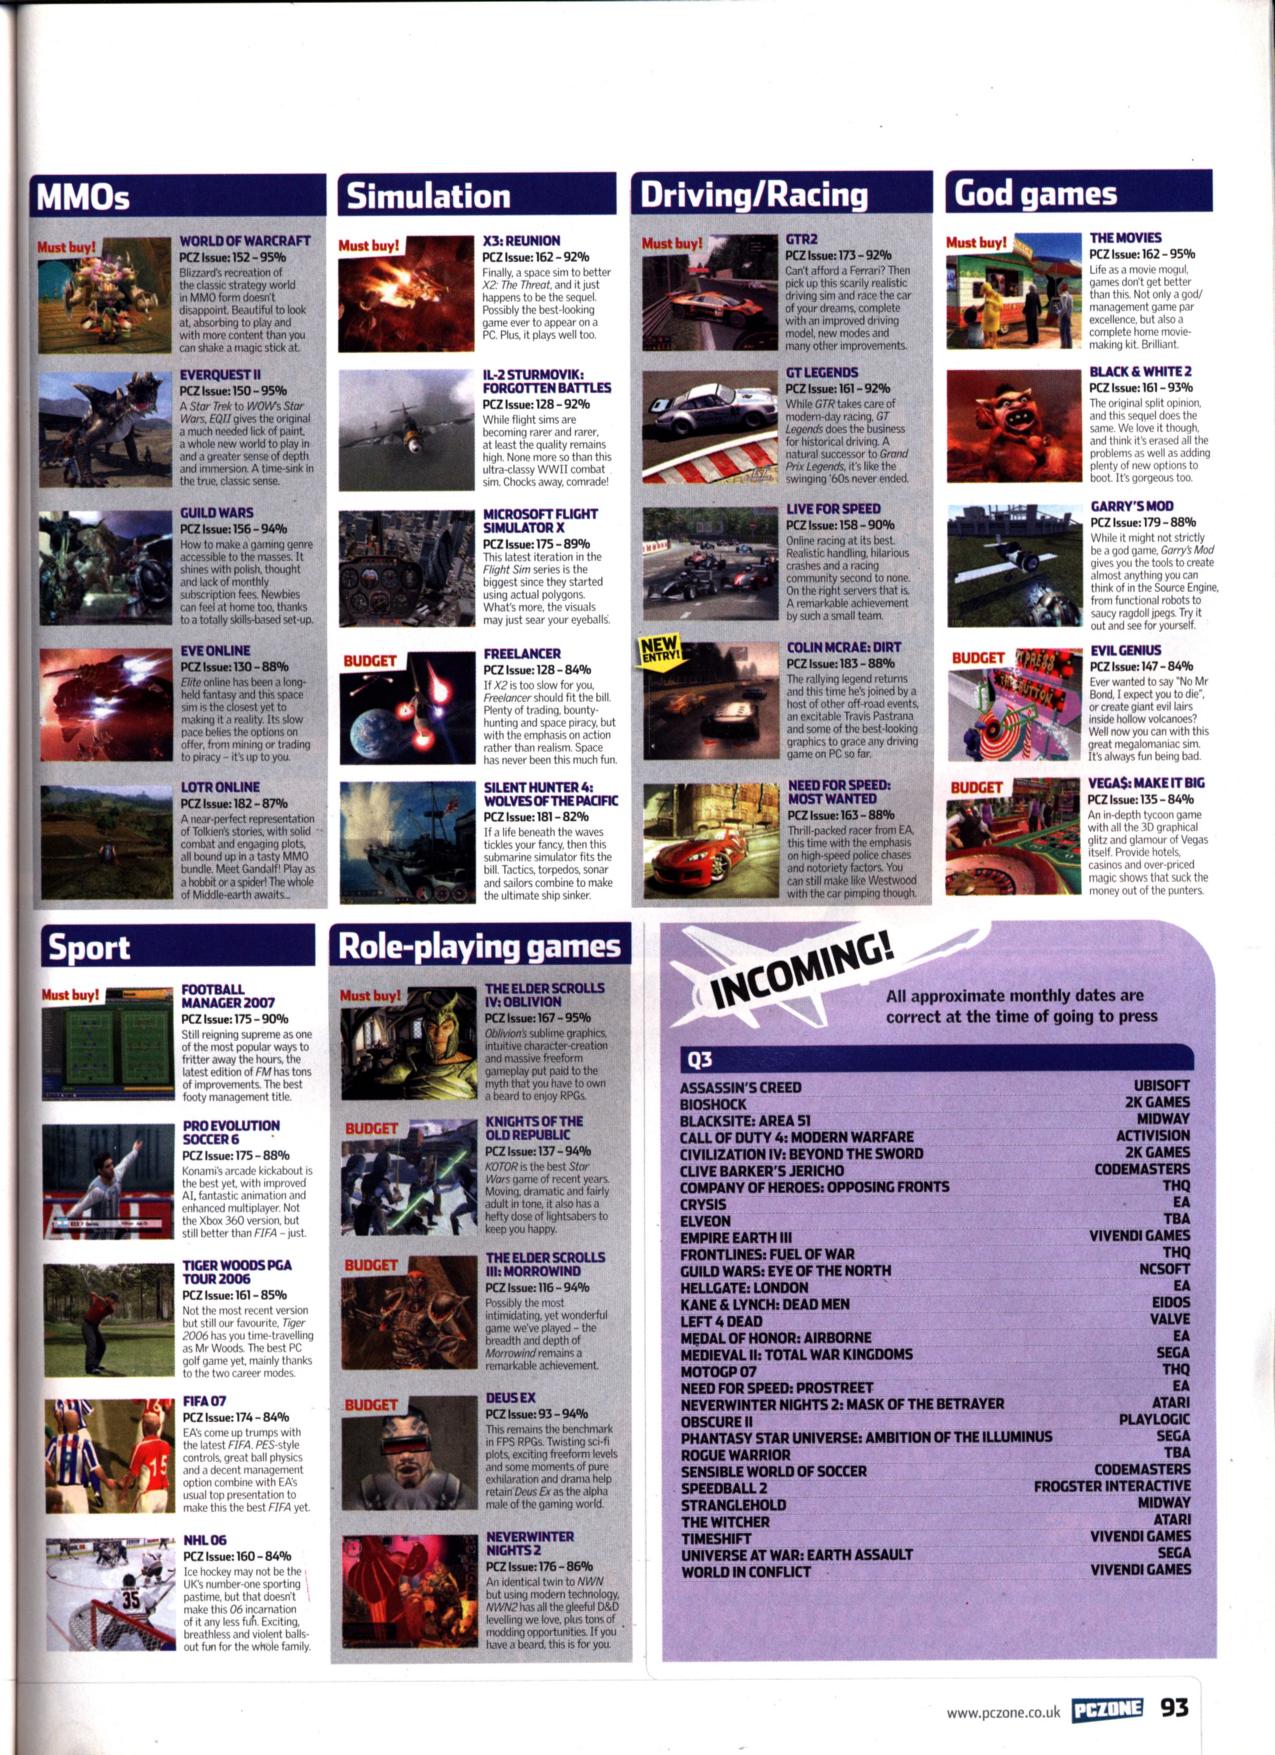 MMOs
Must buy!
WORLD OF WARCRAFT
PCZ Issue: 152 – 95%
Blizzard's recreation of
the classic strategy world
in MMO form doesn't
disappoint. Beautiful to look
at, absorbing to play and
with more content than you
can shake a magic stick at.
EVERQUEST II
PCZ Issue: 150 – 95%
A Star Trek to WOW's Star
Wars, EQII gives the original
a much needed lick of paint,
a whole new world to play in
and a greater sense of depth
and immersion. A time-sink in
the true, classic sense.
GUILD WARS
PCZ Issue: 156 – 94%
How to make a gaming genre
accessible to the masses. It
shines with polish, thought
and lack of monthly
subscription fees. Newbies
can feel at home too, thanks
to a totally skills-based set-up.
EVE ONLINE
PCZ Issue: 130 – 88%
Elite online has been a long-
held fantasy and this space
sim is the closest yet to
making it a reality. Its slow
pace belies the options on
offer, from mining or trading
to piracy – it's up to you.
LOTR ONLINE
PCZ Issue: 182 – 87%
A near-perfect representation
of Tolkien's stories, with solid
combat and engaging plots,
all bound up in a tasty MMO
bundle. Meet Gandalf! Play as
a hobbit or a spider! The whole
of Middle-earth awaits...
Simulation
Must buy!
X3: REUNION
PCZ Issue: 162 – 92%
Finally, a space sim to better
X2: The Threat, and it just
happens to be the sequel.
Possibly the best-looking
game ever to appear on a
PC. Plus, it plays well too.
IL-2 STURMOVIK:
FORGOTTEN BATTLES
PCZ Issue: 128 – 92%
While flight sims are
becoming rarer and rarer,
at least the quality remains
high. None more so than this
ultra-classy WWII combat
sim. Chocks away, comrade!
MICROSOFT FLIGHT
SIMULATOR X
PCZ Issue: 175 – 89%
This latest iteration in the
Flight Sim series is the
biggest since they started
using actual polygons.
What's more, the visuals
may just sear your eyeballs.
BUDGET
FREELANCER
PCZ Issue: 128 – 84%
If X2 is too slow for you,
Freelancer should fit the bill.
Plenty of trading, bounty-
hunting and space piracy, but
with the emphasis on action
rather than realism. Space
has never been this much fun.
SILENT HUNTER 4:
WOLVES OF THE PACIFIC
PCZ Issue: 181 – 82%
If a life beneath the waves
tickles your fancy, then this
submarine simulator fits the
bill. Tactics, torpedos, sonar
and sailors combine to make
the ultimate ship sinker.
Driving/Racing
Must buy!
GTR2
PCZ Issue: 173 – 92%
Can't afford a Ferrari? Then
pick up this scarily realistic
driving sim and race the car
of your dreams, complete
with an improved driving
model, new modes and
many other improvements.
GT LEGENDS
PCZ Issue: 161 – 92%
While GTR takes care of
modern-day racing, GT
Legends does the business
for historical driving. A
natural successor to Grand
Prix Legends, it's like the
swinging '60s never ended.
LIVE FOR SPEED
PCZ Issue: 158 – 90%
Online racing at its best.
Realistic handling, hilarious
crashes and a racing
community second to none.
On the right servers that is.
A remarkable achievement
by such a small team.
NEW
ENTRY!
COLIN MCRAE: DIRT
PCZ Issue: 183 – 88%
The rallying legend returns
and this time he's joined by a
host of other off-road events,
an excitable Travis Pastrana
and some of the best-looking
graphics to grace any driving
game on PC so far.
NEED FOR SPEED:
MOST WANTED
PCZ Issue: 163 – 88%
Thrill-packed racer from EA,
this time with the emphasis
on high-speed police chases
and notoriety factors. You
can still make like Westwood
with the car pimping though.
God games
Must buy!
THE MOVIES
PCZ Issue: 162 – 95%
Life as a movie mogul,
games don't get better
than this. Not only a god/
management game par
excellence, but also a
complete home movie-
making kit. Brilliant.
BLACK & WHITE 2
PCZ Issue: 161 – 93%
The original split opinion,
and this sequel does the
same. We love it though,
and think it's erased all the
problems as well as adding
plenty of new options to
boot. It's gorgeous too.
GARRY'S MOD
PCZ Issue: 179 – 88%
While it might not strictly
be a god game, Garry's Mod
gives you the tools to create
almost anything you can
think of in the Source Engine,
from functional robots to
saucy ragdoll jpegs. Try it
out and see for yourself.
BUDGET
EVIL GENIUS
PCZ Issue: 147 – 84%
Ever wanted to say "No Mr
Bond, I expect you to die",
or create giant evil lairs
inside hollow volcanoes?
Well now you can with this
great megalomaniac sim.
It's always fun being bad.
BUDGET
VEGA$: MAKE IT BIG
PCZ Issue: 135 – 84%
An in-depth tycoon game
with all the 3D graphical
glitz and glamour of Vegas
itself. Provide hotels,
casinos and over-priced
magic shows that suck the
money out of the punters.
Sport
Must buy!
FOOTBALL
MANAGER 2007
PCZ Issue: 175 – 90%
Still reigning supreme as one
of the most popular ways to
fritter away the hours, the
latest edition of FM has tons
of improvements. The best
footy management title.
PRO EVOLUTION
SOCCER 6
PCZ Issue: 175 – 88%
Konami's arcade kickabout is
the best yet, with improved
AI, fantastic animation and
enhanced multiplayer. Not
the Xbox 360 version, but
still better than FIFA – just.
TIGER WOODS PGA
TOUR 2006
PCZ Issue: 161 – 85%
Not the most recent version
but still our favourite, Tiger
2006 has you time-travelling
as Mr Woods. The best PC
golf game yet, mainly thanks
to the two career modes.
15
FIFA 07
PCZ Issue: 174 – 84%
EA's come up trumps with
the latest FIFA. PES-style
controls, great ball physics
and a decent management
option combine with EA's
usual top presentation to
make this the best FIFA yet.
35
NHL 06
PCZ Issue: 160 – 84%
Ice hockey may not be the
UK's number-one sporting
pastime, but that doesn't
make this 06 incarnation
of it any less fun. Exciting,
breathless and violent balls-
out fun for the whole family.
Role-playing games
Must buy!
THE ELDER SCROLLS
IV: OBLIVION
PCZ Issue: 167 – 95%
Oblivion's sublime graphics,
intuitive character-creation
and massive freeform
gameplay put paid to the
myth that you have to own
a beard to enjoy RPGs.
BUDGET
KNIGHTS OF THE
OLD REPUBLIC
PCZ Issue: 137 – 94%
KOTOR is the best Star
Wars game of recent years.
Moving, dramatic and fairly
adult in tone, it also has a
hefty dose of lightsabers to
keep you happy.
BUDGET
THE ELDER SCROLLS
III: MORROWIND
PCZ Issue: 116 – 94%
Possibly the most
intimidating, yet wonderful
game we've played – the
breadth and depth of
Morrowind remains a
remarkable achievement.
BUDGET
DEUS EX
PCZ Issue: 93 – 94%
This remains the benchmark
in FPS RPGs. Twisting sci-fi
plots, exciting freeform levels
and some moments of pure
exhilaration and drama help
retain Deus Ex as the alpha
male of the gaming world.
NEVERWINTER
NIGHTS 2
PCZ Issue: 176 – 86%
An identical twin to NWN
but using modern technology,
NWN2 has all the gleeful D&D
levelling we love, plus tons of
modding opportunities. If you
have a beard, this is for you.
INCOMING!
All approximate monthly dates are
correct at the time of going to press
Q3
ASSASSIN'S CREED UBISOFT
BIOSHOCK 2K GAMES
BLACKSITE: AREA 51 MIDWAY
CALL OF DUTY 4: MODERN WARFARE ACTIVISION
CIVILIZATION IV: BEYOND THE SWORD 2K GAMES
CLIVE BARKER'S JERICHO CODEMASTERS
COMPANY OF HEROES: OPPOSING FRONTS THQ
CRYSIS EA
ELVEON TBA
EMPIRE EARTH III VIVENDI GAMES
FRONTLINES: FUEL OF WAR THQ
GUILD WARS: EYE OF THE NORTH NCSOFT
HELLGATE: LONDON EA
KANE & LYNCH: DEAD MEN EIDOS
LEFT 4 DEAD VALVE
MEDAL OF HONOR: AIRBORNE EA
MEDIEVAL II: TOTAL WAR KINGDOMS SEGA
MOTOGP 07 THQ
NEED FOR SPEED: PROSTREET EA
NEVERWINTER NIGHTS 2: MASK OF THE BETRAYER ATARI
OBSCURE II PLAYLOGIC
PHANTASY STAR UNIVERSE: AMBITION OF THE ILLUMINUS SEGA
ROGUE WARRIOR TBA
SENSIBLE WORLD OF SOCCER CODEMASTERS
SPEEDBALL 2 FROGSTER INTERACTIVE
STRANGLEHOLD MIDWAY
THE WITCHER ATARI
TIMESHIFT VIVENDI GAMES
UNIVERSE AT WAR: EARTH ASSAULT SEGA
WORLD IN CONFLICT VIVENDI GAMES
www.pczone.co.uk PCZONE 93